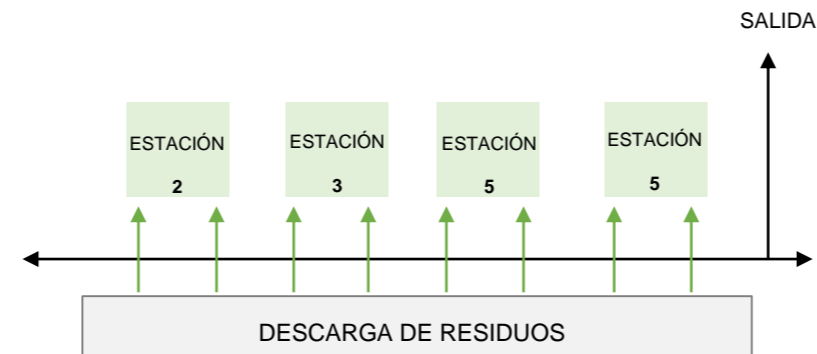 SALIDA
ESTACIÓN
2
ESTACIÓN
3
ESTACIÓN
5
ESTACIÓN
5
DESCARGA DE RESIDUOS